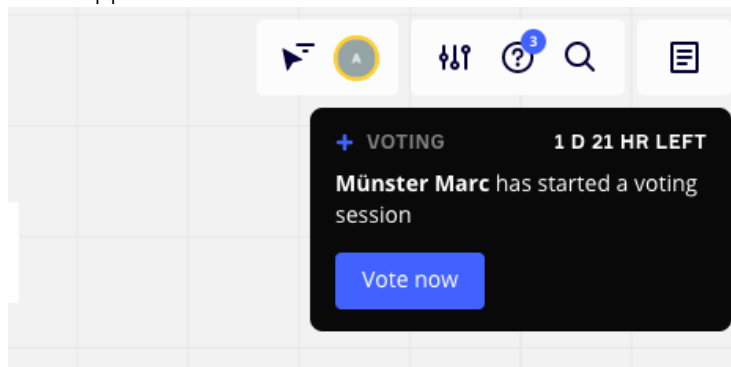 A
3
VOTING 1 D 21 HR LEFT
Münster Marc has started a voting
session
Vote now